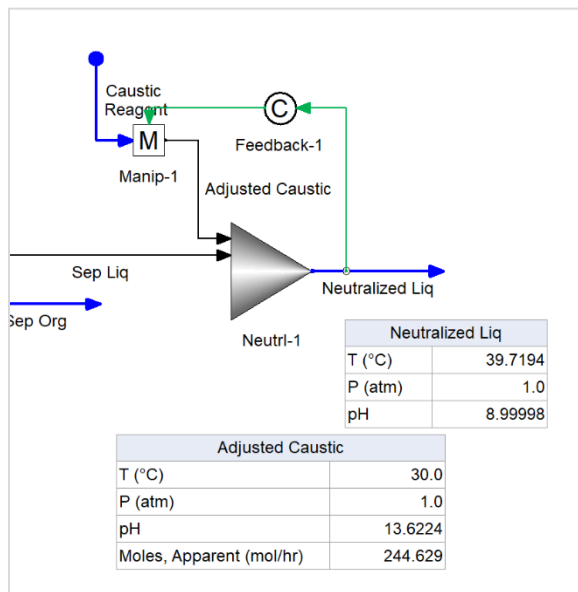 Caustic
Reagent
C
M
Feedback-1
Manip-1
Adjusted Caustic
Sep Liq
Neutralized Liq
Sep Org
Neutrl-1
Neutralized Liq
T (°C) 39.7194
P (atm) 1.0
pH 8.99998
Adjusted Caustic
T (°C) 30.0
P (atm) 1.0
pH 13.6224
Moles, Apparent (mol/hr) 244.629